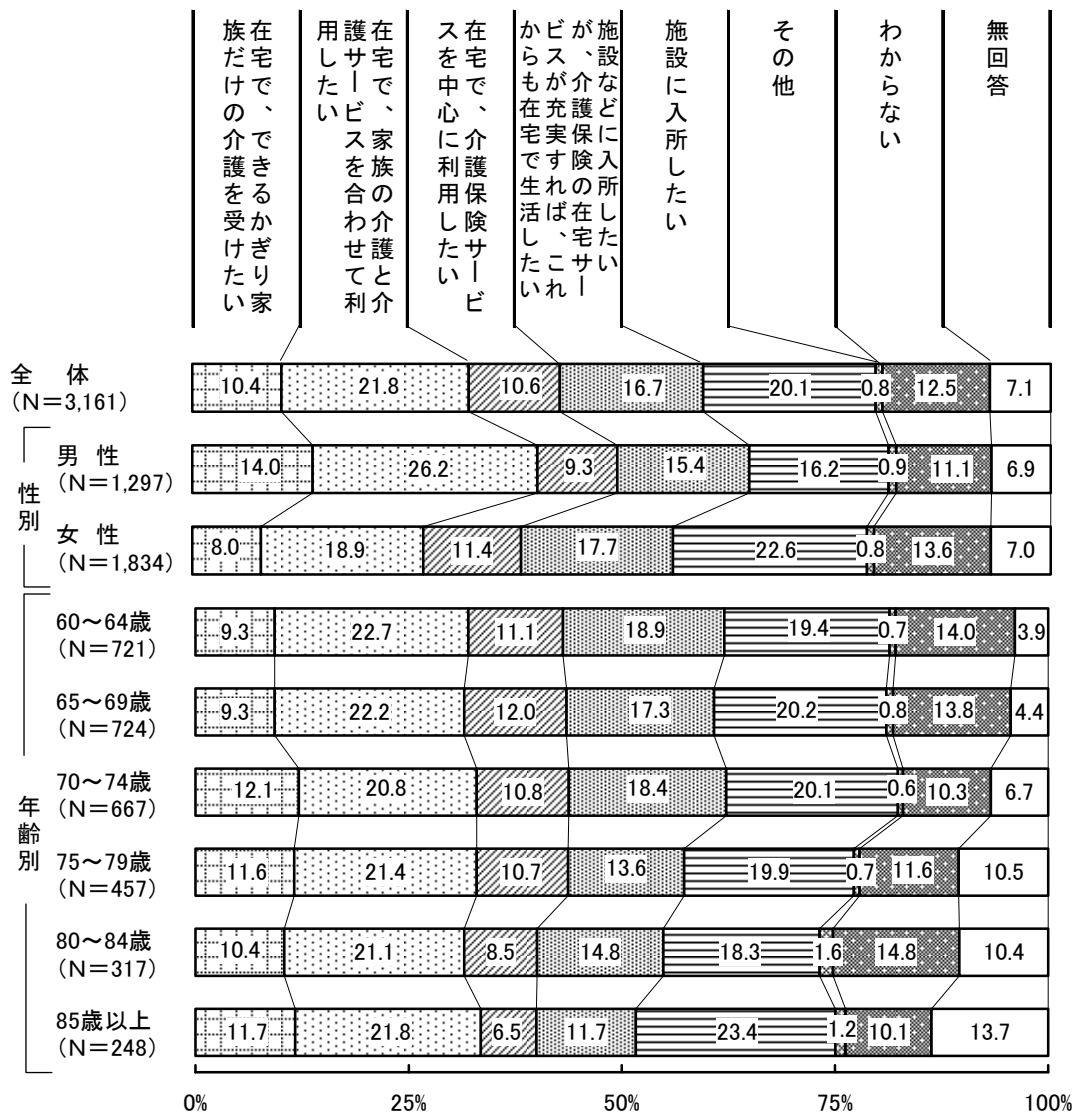 在宅で、できるかぎり家
族だけの介護を受けたい
在宅で、家族の介護と介
護サービスを合わせて利
用したい
在宅で、介護保険サービ
スを中心に利用したい
施設などに入所したい
が、介護保険の在宅サー
ビスが充実すれば、これ
からも在宅で生活したい
施設に入所したい
その他
わからない
無回答
全 体
(N＝3,161)
10.4 21.8 10.6 16.7 20.1 0.8 12.5 7.1
性別
男 性
(N＝1,297)
14.0 26.2 9.3 15.4 16.2 0.9 11.1 6.9
女 性
(N＝1,834)
8.0 18.9 11.4 17.7 22.6 0.8 13.6 7.0
年齢別
60～64歳
(N＝721)
9.3 22.7 11.1 18.9 19.4 0.7 14.0 3.9
65～69歳
(N＝724)
9.3 22.2 12.0 17.3 20.2 0.8 13.8 4.4
70～74歳
(N＝667)
12.1 20.8 10.8 18.4 20.1 0.6 10.3 6.7
75～79歳
(N＝457)
11.6 21.4 10.7 13.6 19.9 0.7 11.6 10.5
80～84歳
(N＝317)
10.4 21.1 8.5 14.8 18.3 1.6 14.8 10.4
85歳以上
(N＝248)
11.7 21.8 6.5 11.7 23.4 1.2 10.1 13.7
0% 25% 50% 75% 100%